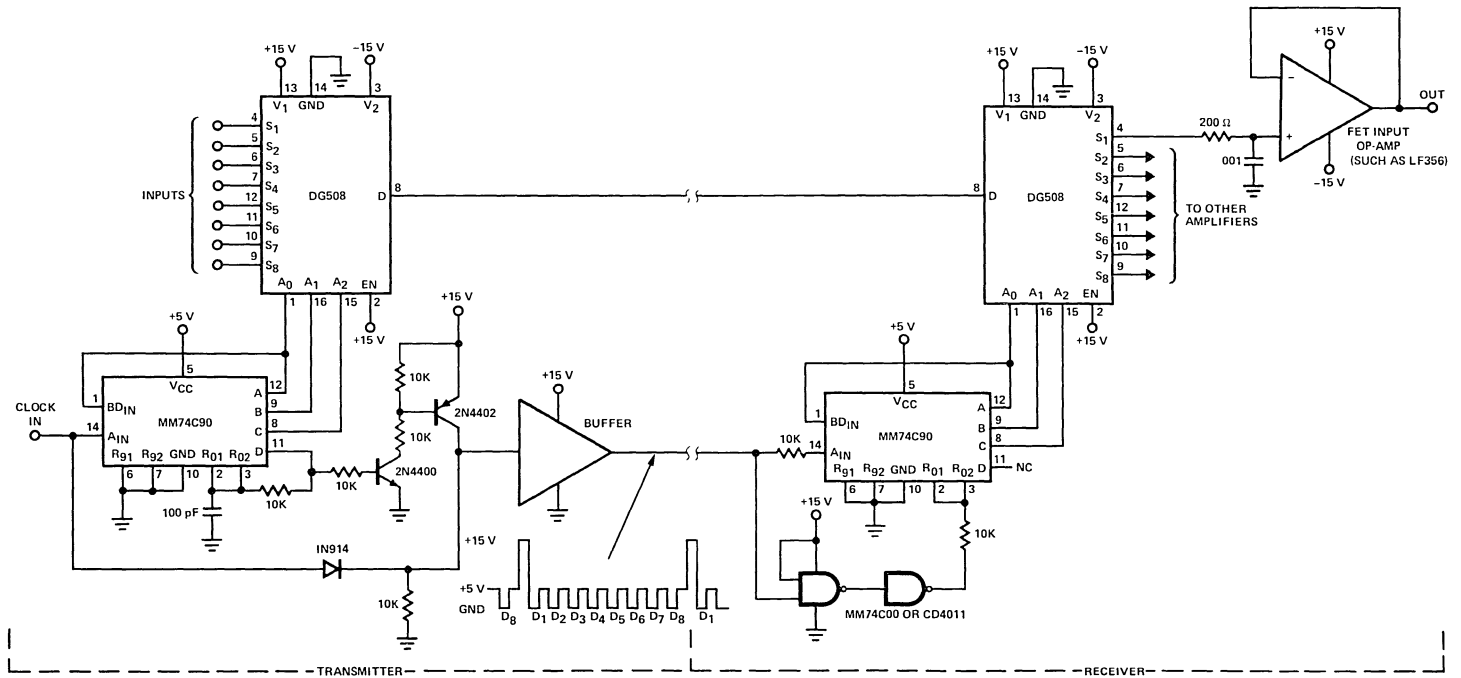 +15 V
+15 V -15 V
+15 V -15 V
13 14 3
V1 GND V2
4 S1
5 S2
6 S3
7 S4
12 S5
11 S6
10 S7
9 S8
INPUTS
DG508
D 8
A0 A1 A2 EN
1 16 15 2
+15 V
13 14 3
V1 GND V2
8 D
DG508
S1 4
S2 5
S3 6
S4 7
S5 12
S6 11
S7 10
S8 9
TO OTHER
AMPLIFIERS
A0 A1 A2 EN
1 16 15 2
+15 V
200 Ω
001
-
+
-15 V
OUT
FET INPUT
OP-AMP
(SUCH AS LF356)
+5 V
5
VCC
CLOCK
IN
1 BDIN
14 AIN
MM74C90
A 12
B 9
C 8
D 11
R91 R92 GND R01 R02
6 7 10 2 3
100 pF
10K
10K
+15 V
10K
10K
2N4402
2N4400
IN914
10K
+15 V
BUFFER
+15 V
+5 V
GND
D8 D1 D2 D3 D4 D5 D6 D7 D8 D1
+5 V
5
VCC
1 BDIN
10K
14 AIN
MM74C90
A 12
B 9
C 8
D 11 NC
R91 R92 GND R01 R02
6 7 10 2 3
+15 V
10K
MM74C00 OR CD4011
TRANSMITTER
RECEIVER